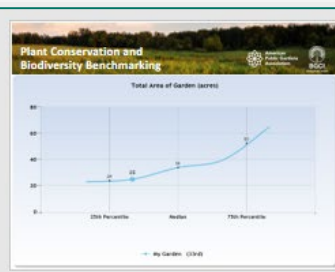 Plant Conservation and
Biodiversity Benchmarking
American
Public Gardens
Association
BGCI
Total Area of Garden (acres)
80
60
40
20
0
25th Percentile
Median
75th Percentile
My Garden (33rd)